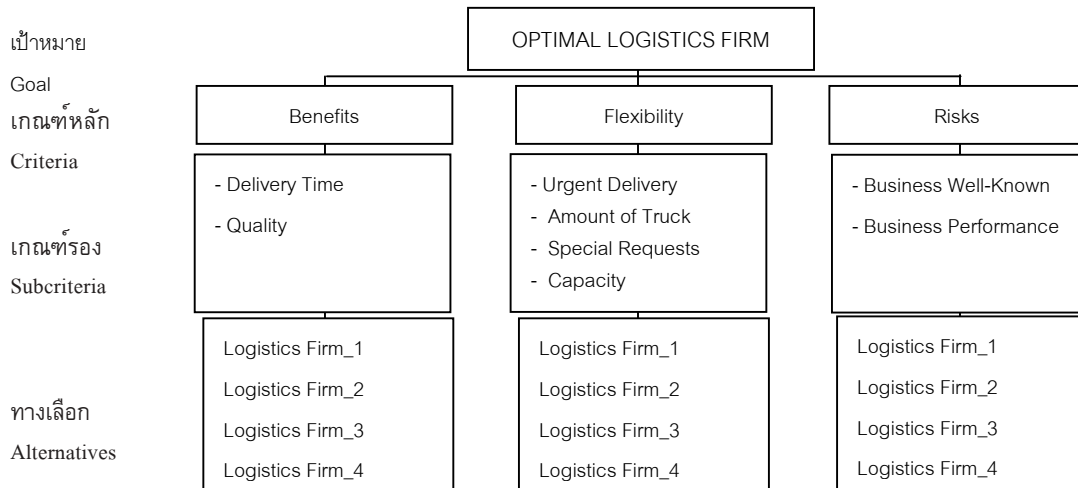 เป้าหมาย
Goal
OPTIMAL LOGISTICS FIRM
เกณฑ์หลัก
Criteria
Benefits
Flexibility
Risks
เกณฑ์รอง
Subcriteria
- Delivery Time
- Quality
- Urgent Delivery
- Amount of Truck
- Special Requests
- Capacity
- Business Well-Known
- Business Performance
ทางเลือก
Alternatives
Logistics Firm_1
Logistics Firm_2
Logistics Firm_3
Logistics Firm_4
Logistics Firm_1
Logistics Firm_2
Logistics Firm_3
Logistics Firm_4
Logistics Firm_1
Logistics Firm_2
Logistics Firm_3
Logistics Firm_4